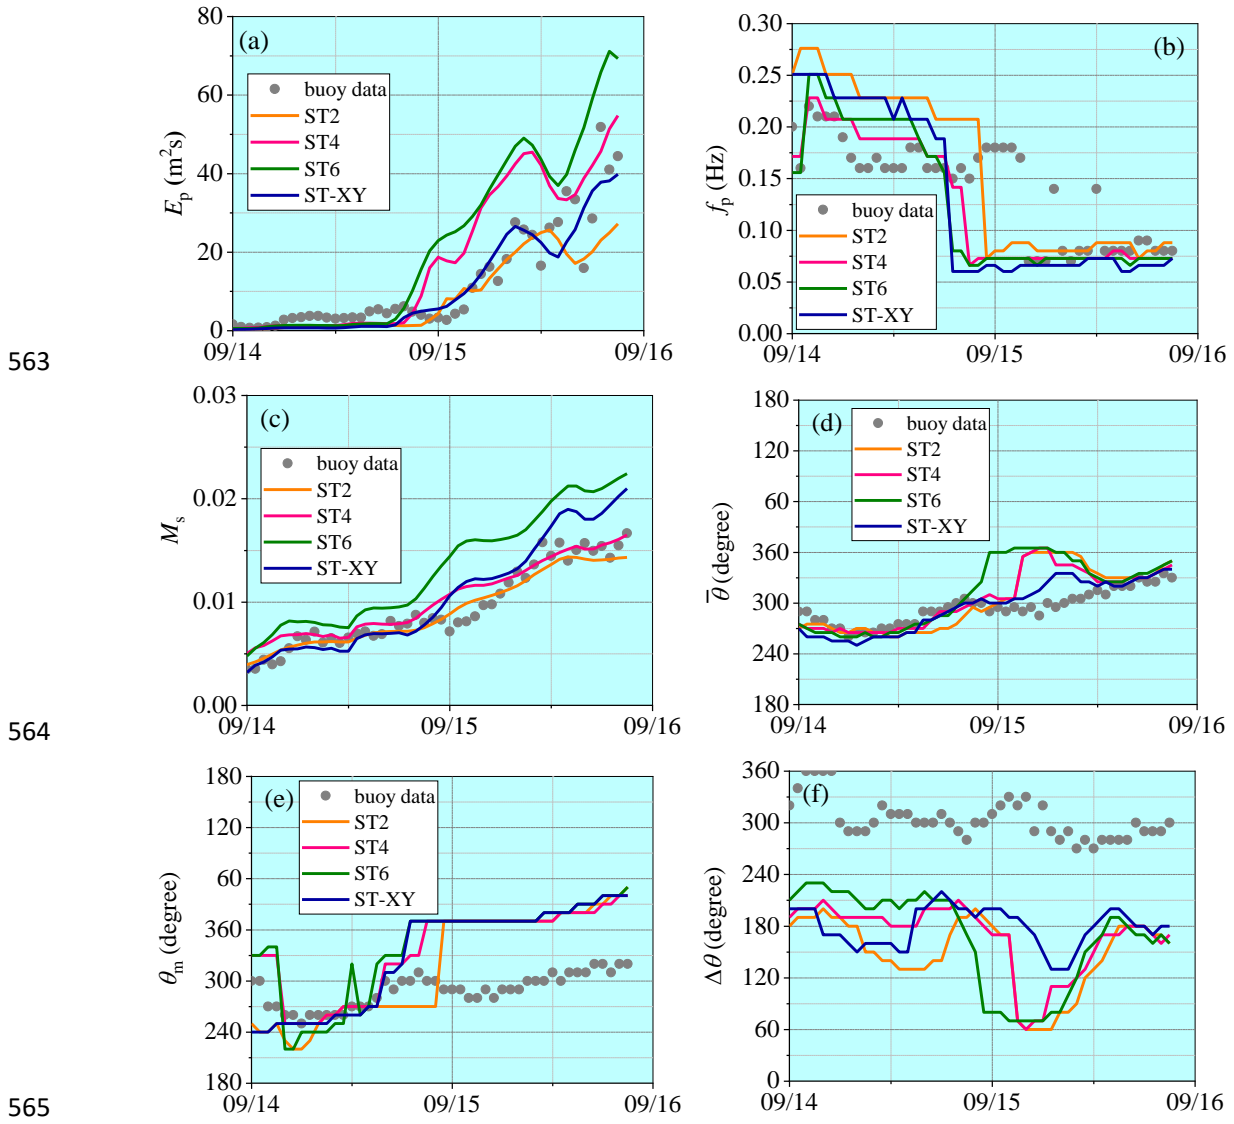 (a)
80
60
40
20
0
E_p (m²s)
buoy data
ST2
ST4
ST6
ST-XY
09/14
09/15
09/16
563
(b)
0.30
0.25
0.20
0.15
0.10
0.05
0.00
f_p (Hz)
buoy data
ST2
ST4
ST6
ST-XY
09/14
09/15
09/16
(c)
0.03
0.02
0.01
0.00
M_s
buoy data
ST2
ST4
ST6
ST-XY
09/14
09/15
09/16
564
(d)
180
120
60
360
300
240
180
θ̅ (degree)
buoy data
ST2
ST4
ST6
ST-XY
09/14
09/15
09/16
(e)
180
120
60
360
300
240
180
θ_m (degree)
buoy data
ST2
ST4
ST6
ST-XY
09/14
09/15
09/16
565
(f)
360
300
240
180
120
60
0
Δθ (degree)
09/14
09/15
09/16